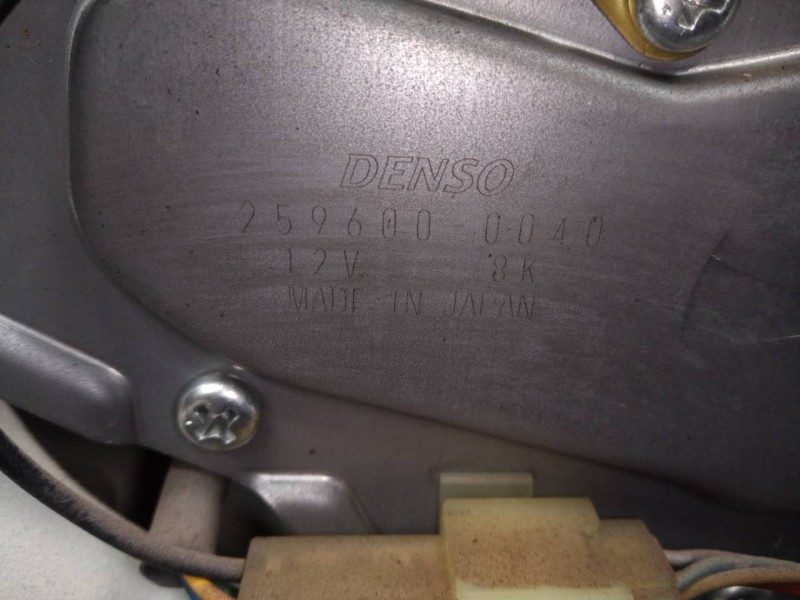 DENSO
259600 0040
12V. 8K
MADE IN JAPAN